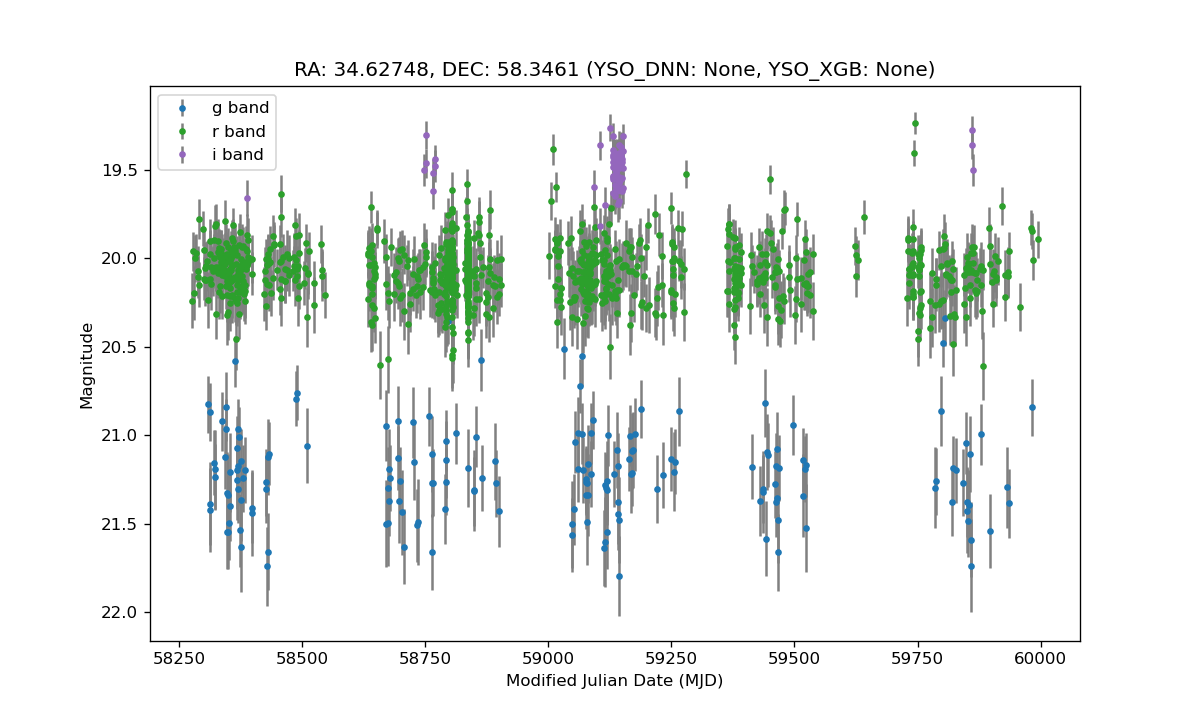 RA: 34.62748, DEC: 58.3461 (YSO_DNN: None, YSO_XGB: None)
g band
r band
i band
19.5
20.0
20.5
21.0
21.5
22.0
Magnitude
58250 58500 58750 59000 59250 59500 59750 60000
Modified Julian Date (MJD)